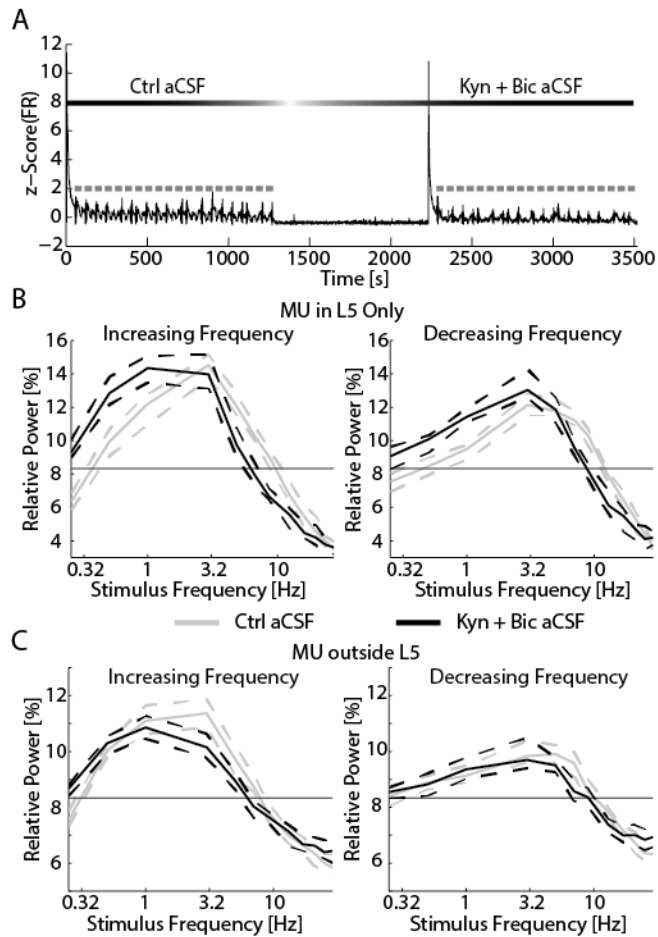 A
12
10
8
6
4
2
0
−2
z−Score(FR)
Ctrl aCSF
Kyn + Bic aCSF
0 500 1000 1500 2000 2500 3000 3500
Time [s]
B
MU in L5 Only
Increasing Frequency
Decreasing Frequency
16
14
12
10
8
6
4
Relative Power [%]
0.32 1 3.2 10
Stimulus Frequency [Hz]
16
14
12
10
8
6
4
Relative Power [%]
0.32 1 3.2 10
Stimulus Frequency [Hz]
Ctrl aCSF
Kyn + Bic aCSF
C
MU outside L5
Increasing Frequency
Decreasing Frequency
12
10
8
6
Relative Power [%]
0.32 1 3.2 10
Stimulus Frequency [Hz]
12
10
8
6
Relative Power [%]
0.32 1 3.2 10
Stimulus Frequency [Hz]